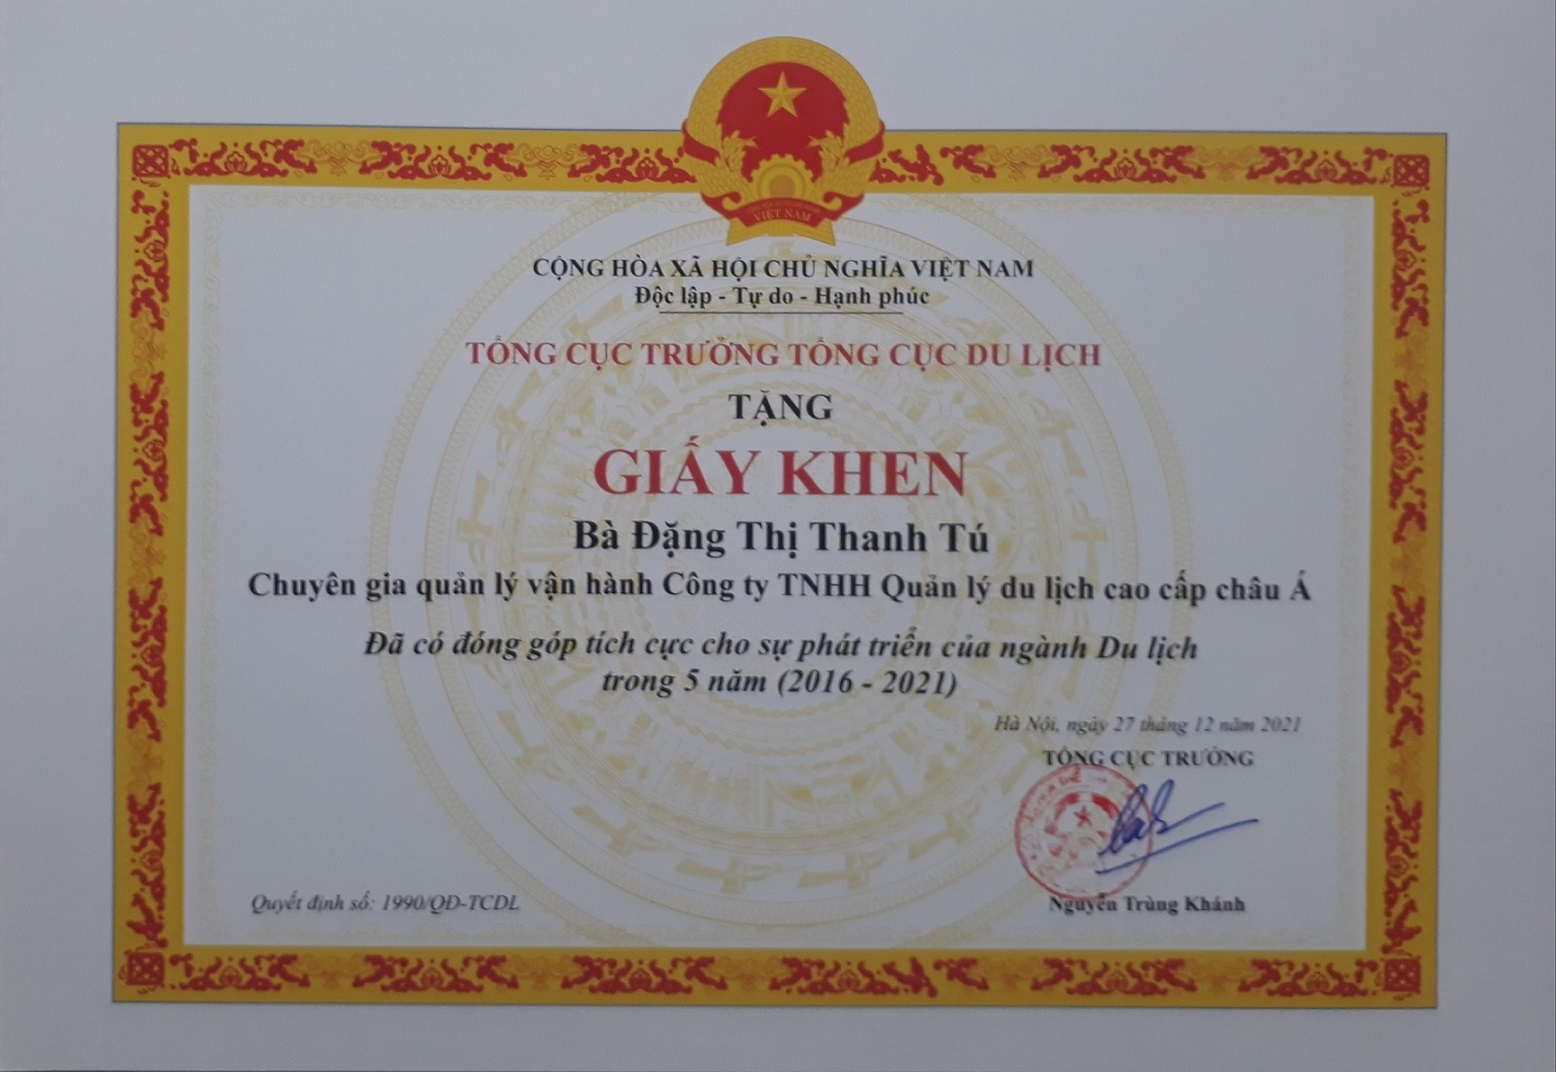 VIỆT NAM
CỘNG HÒA XÃ HỘI CHỦ NGHĨA VIỆT NAM
Độc lập - Tự do - Hạnh phúc
TỔNG CỤC TRƯỞNG TỔNG CỤC DU LỊCH
TẶNG
GIẤY KHEN
Bà Đặng Thị Thanh Tú
Chuyên gia quản lý vận hành Công ty TNHH Quản lý du lịch cao cấp châu Á
Đã có đóng góp tích cực cho sự phát triển của ngành Du lịch
trong 5 năm (2016 - 2021)
Hà Nội, ngày 27 tháng 12 năm 2021
TỔNG CỤC TRƯỞNG
Quyết định số: 1990/QĐ-TCDL
Nguyễn Trùng Khánh